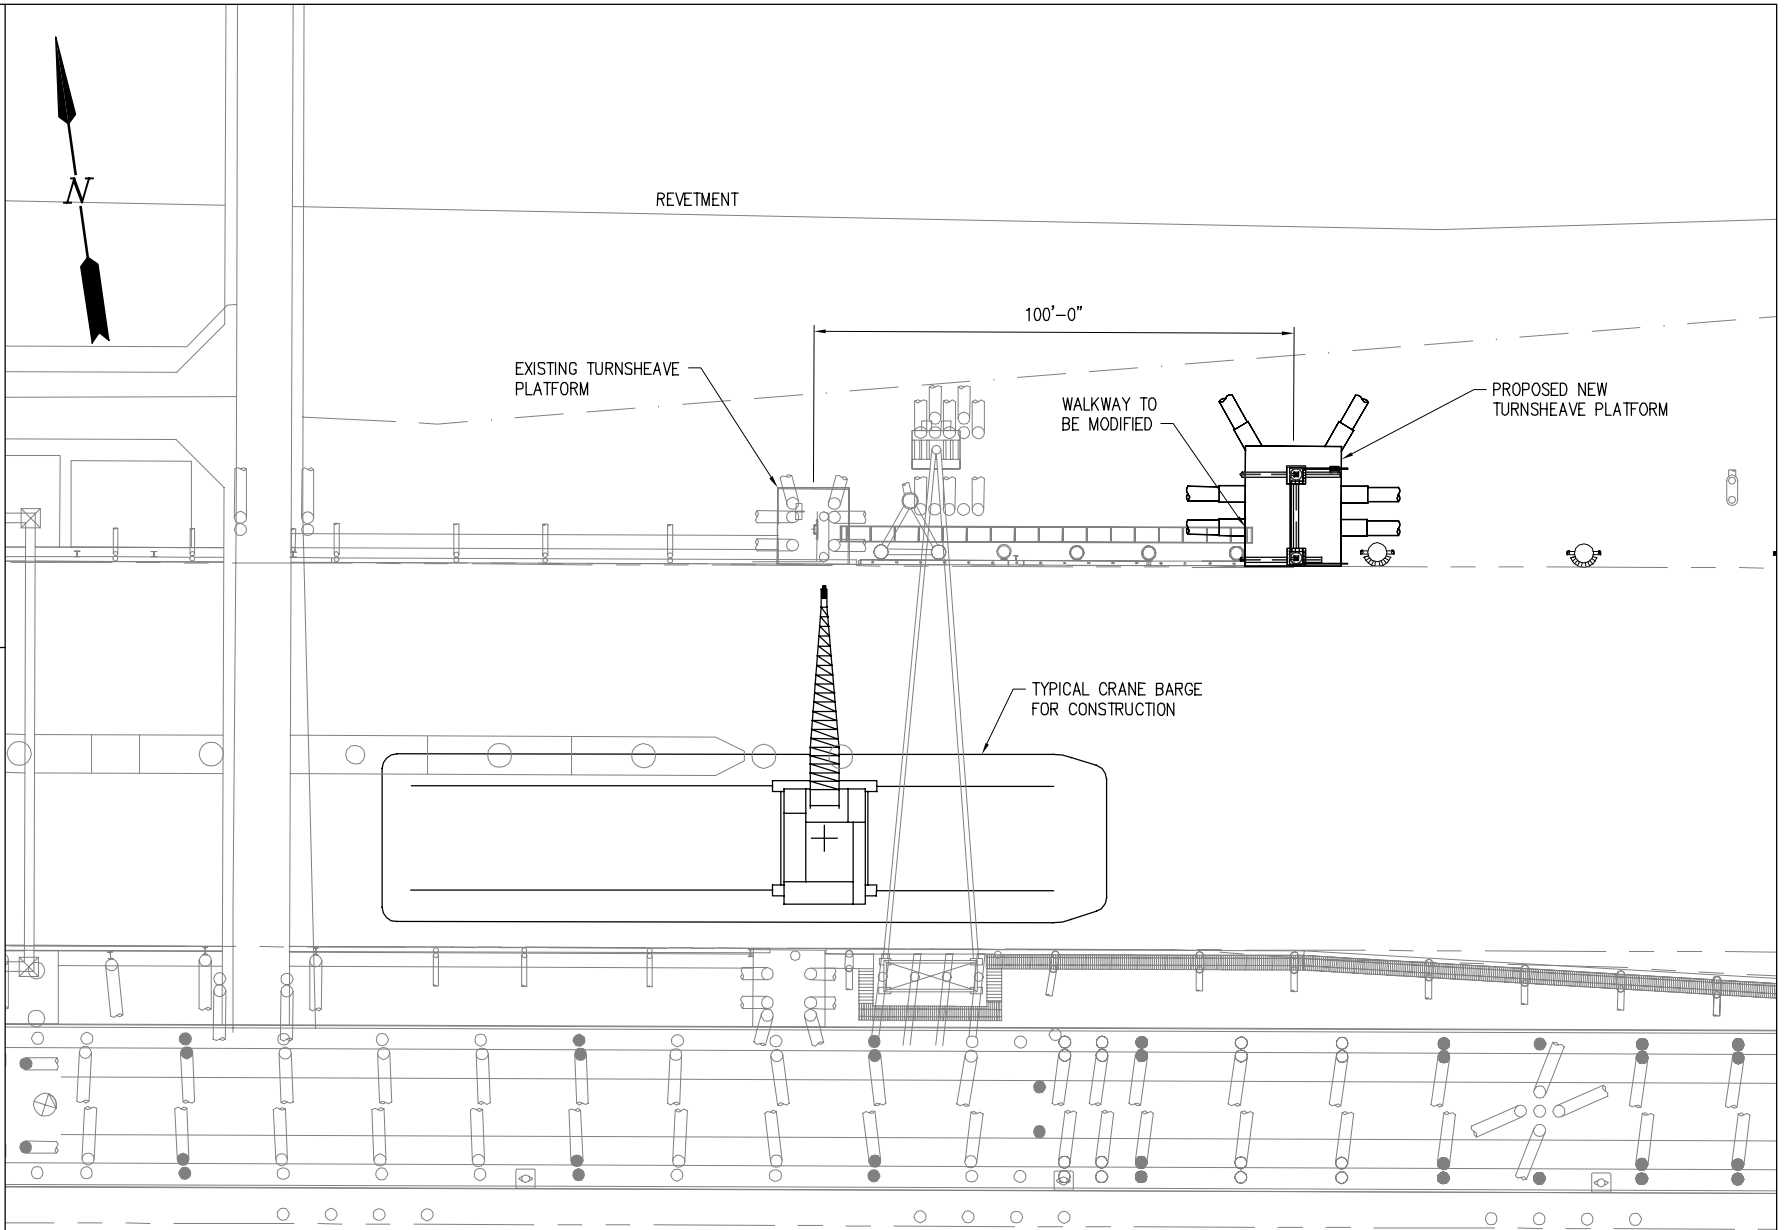 N
REVETMENT
100'-0"
EXISTING TURNSHEAVE
PLATFORM
WALKWAY TO
BE MODIFIED
PROPOSED NEW
TURNSHEAVE PLATFORM
TYPICAL CRANE BARGE
FOR CONSTRUCTION